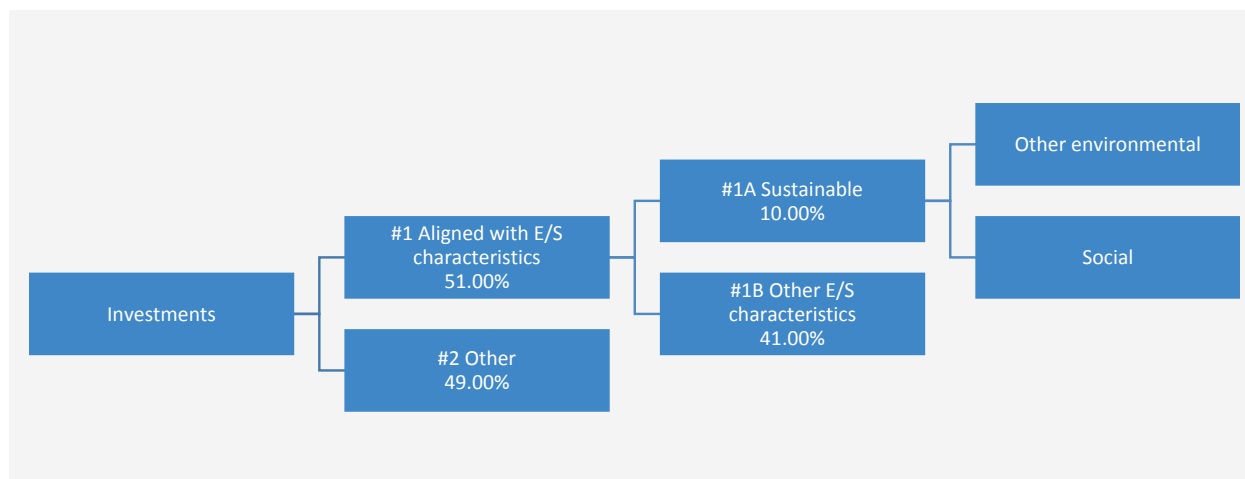 Investments
#1 Aligned with E/S
characteristics
51.00%
#2 Other
49.00%
#1A Sustainable
10.00%
#1B Other E/S
characteristics
41.00%
Other environmental
Social